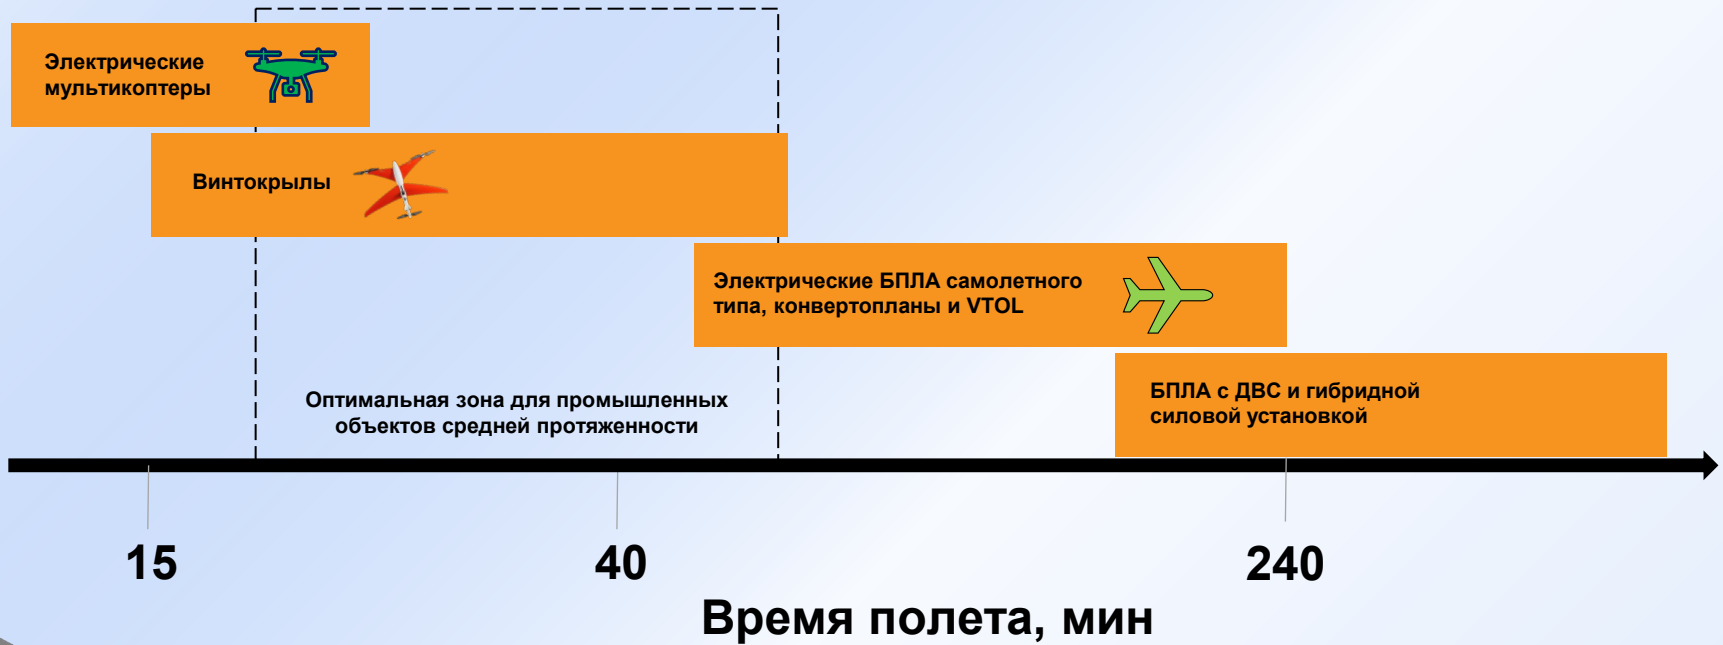 Электрические
мультикоптеры
Винтокрылы
Электрические БПЛА самолетного
типа, конвертопланы и VTOL
БПЛА с ДВС и гибридной
силовой установкой
Оптимальная зона для промышленных
объектов средней протяженности
15
40
240
Время полета, мин